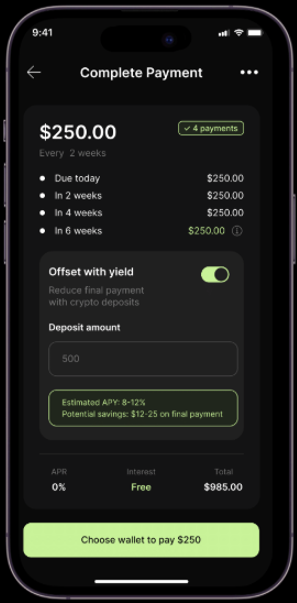 9:41
Complete Payment
$250.00
✓ 4 payments
Every 2 weeks
Due today $250.00
In 2 weeks $250.00
In 4 weeks $250.00
In 6 weeks $250.00
Offset with yield
Reduce final payment
with crypto deposits
Deposit amount
500
Estimated APY: 8-12%
Potential savings: $12-25 on final payment
APR Interest Total
0% Free $985.00
Choose wallet to pay $250